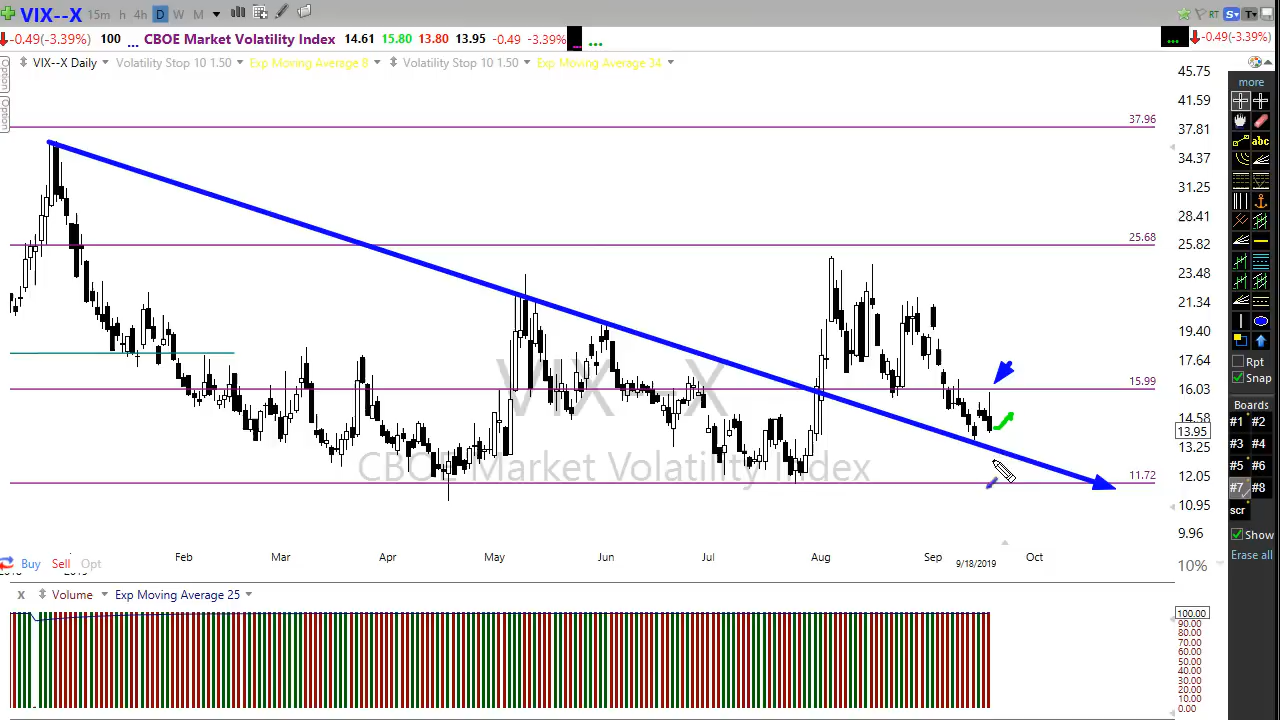 VIX--X 15m h 4h D W M RT S T
-0.49(-3.39%) 100 ... CBOE Market Volatility Index 14.61 15.80 13.80 13.95 -0.49 -3.39% ... ... ... -0.49(-3.39%)
VIX--X Daily Volatility Stop 10 1.50 Exp Moving Average 8 Volatility Stop 10 1.50 Exp Moving Average 34
Option
Option
45.75
41.59
37.96
37.81
34.37
31.25
28.41
25.68
25.82
23.48
21.34
19.40
17.64
15.99
16.03
14.58
13.95
13.25
11.72
12.05
10.95
9.96
VIX--X
CBOE Market Volatility Index
Feb Mar Apr May Jun Jul Aug Sep Oct
9/18/2019
Buy Sell Opt
10%
X Volume Exp Moving Average 25
100.00
90.00
80.00
70.00
60.00
50.00
40.00
30.00
20.00
10.00
0.00
more
abc
Rpt
Snap
Boards
#1 #2
#3 #4
#5 #6
#7 #8
scr
Show
Erase all